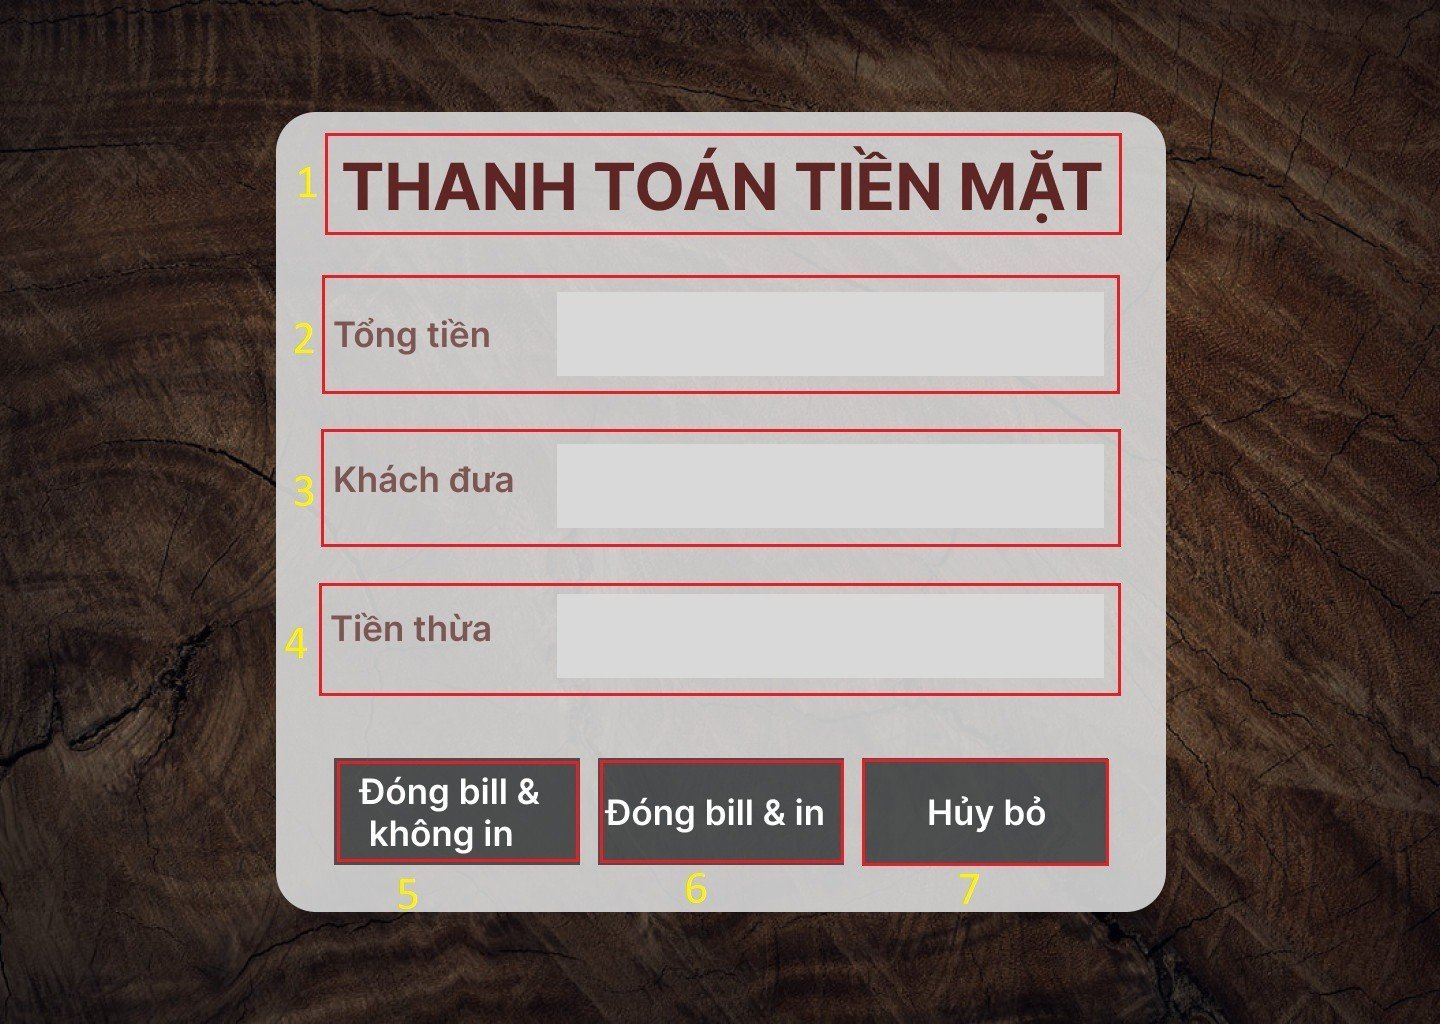 1 THANH TOÁN TIỀN MẶT
2 Tổng tiền
3 Khách đưa
4 Tiền thừa
Đóng bill &
không in
Đóng bill & in
Hủy bỏ
5
6
7